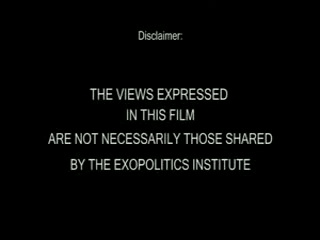 Disclaimer:
THE VIEWS EXPRESSED
IN THIS FILM
ARE NOT NECESSARILY THOSE SHARED
BY THE EXOPOLITICS INSTITUTE